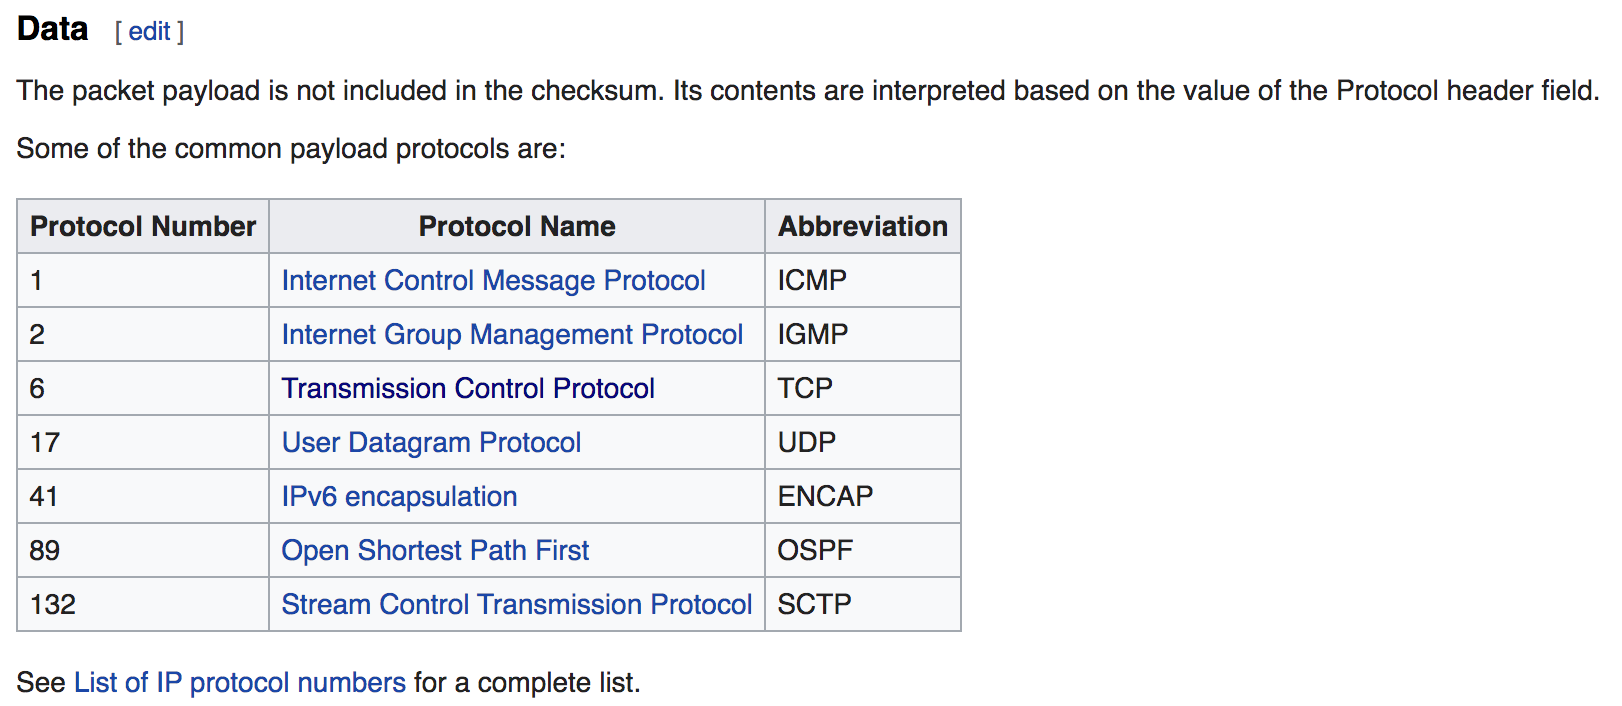 Data [ edit ]
The packet payload is not included in the checksum. Its contents are interpreted based on the value of the Protocol header field.
Some of the common payload protocols are:
Protocol Number Protocol Name Abbreviation
1 Internet Control Message Protocol ICMP
2 Internet Group Management Protocol IGMP
6 Transmission Control Protocol TCP
17 User Datagram Protocol UDP
41 IPv6 encapsulation ENCAP
89 Open Shortest Path First OSPF
132 Stream Control Transmission Protocol SCTP
See List of IP protocol numbers for a complete list.